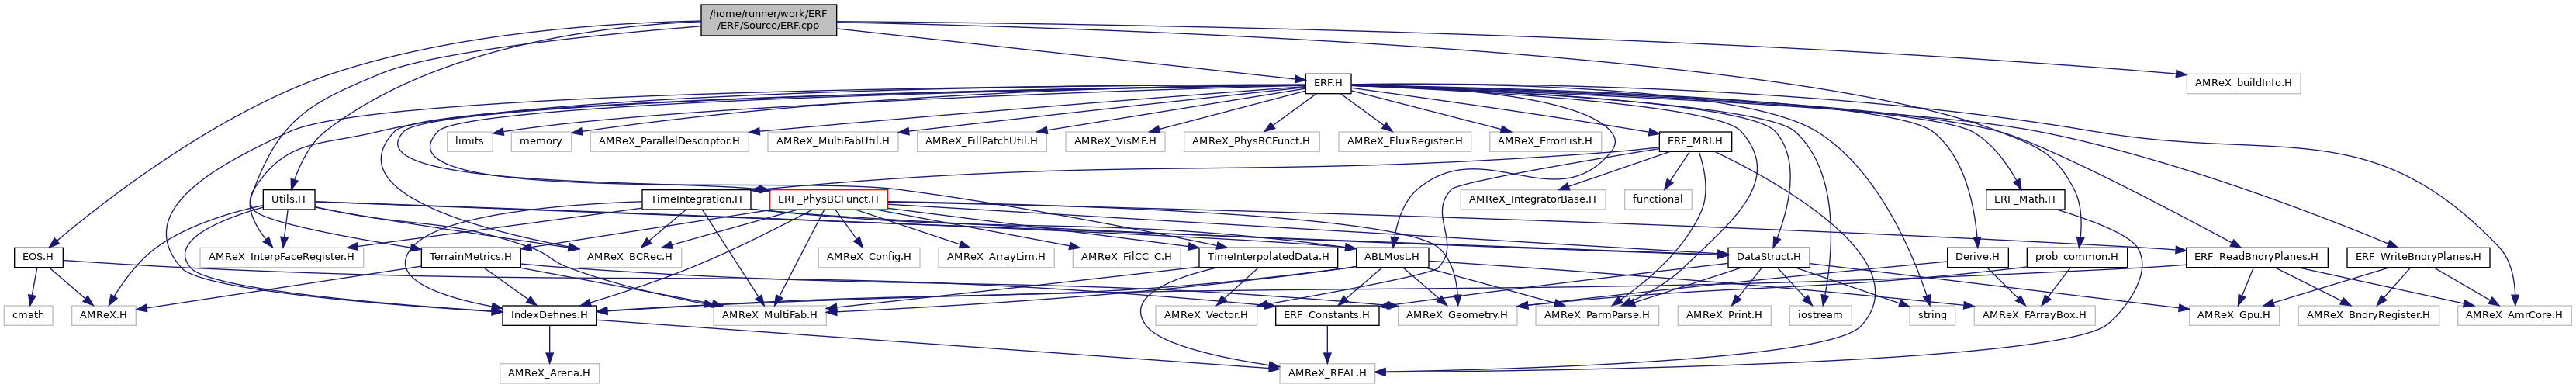 /home/runner/work/ERF
/ERF/Source/ERF.cpp
ERF.H
AMReX_buildInfo.H
limits
memory
AMReX_ParallelDescriptor.H
AMReX_MultiFabUtil.H
AMReX_FillPatchUtil.H
AMReX_VisMF.H
AMReX_PhysBCFunct.H
AMReX_FluxRegister.H
AMReX_ErrorList.H
ERF_MRI.H
Utils.H
TimeIntegration.H
ERF_PhysBCFunct.H
AMReX_IntegratorBase.H
functional
ERF_Math.H
EOS.H
AMReX_InterpFaceRegister.H
TerrainMetrics.H
AMReX_BCRec.H
AMReX_Config.H
AMReX_ArrayLim.H
AMReX_FilCC_C.H
TimeInterpolatedData.H
ABLMost.H
DataStruct.H
Derive.H
prob_common.H
ERF_ReadBndryPlanes.H
ERF_WriteBndryPlanes.H
cmath
AMReX.H
IndexDefines.H
AMReX_MultiFab.H
AMReX_Vector.H
ERF_Constants.H
AMReX_Geometry.H
AMReX_ParmParse.H
AMReX_Print.H
iostream
string
AMReX_FArrayBox.H
AMReX_Gpu.H
AMReX_BndryRegister.H
AMReX_AmrCore.H
AMReX_Arena.H
AMReX_REAL.H